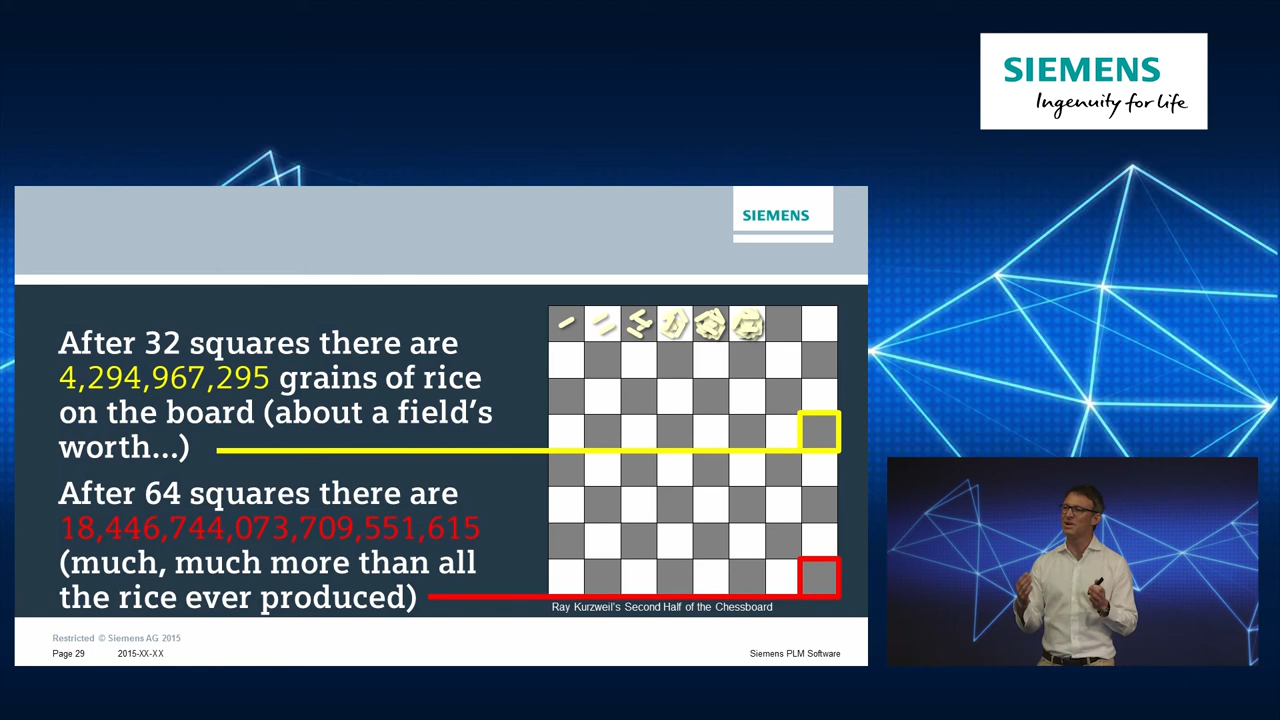 SIEMENS
Ingenuity for life
SIEMENS
After 32 squares there are
4,294,967,295 grains of rice
on the board (about a field's
worth...)
After 64 squares there are
18,446,744,073,709,551,615
(much, much more than all
the rice ever produced)
Ray Kurzweil's Second Half of the Chessboard
Restricted © Siemens AG 2015
Page 29 2015-XX-XX
Siemens PLM Software